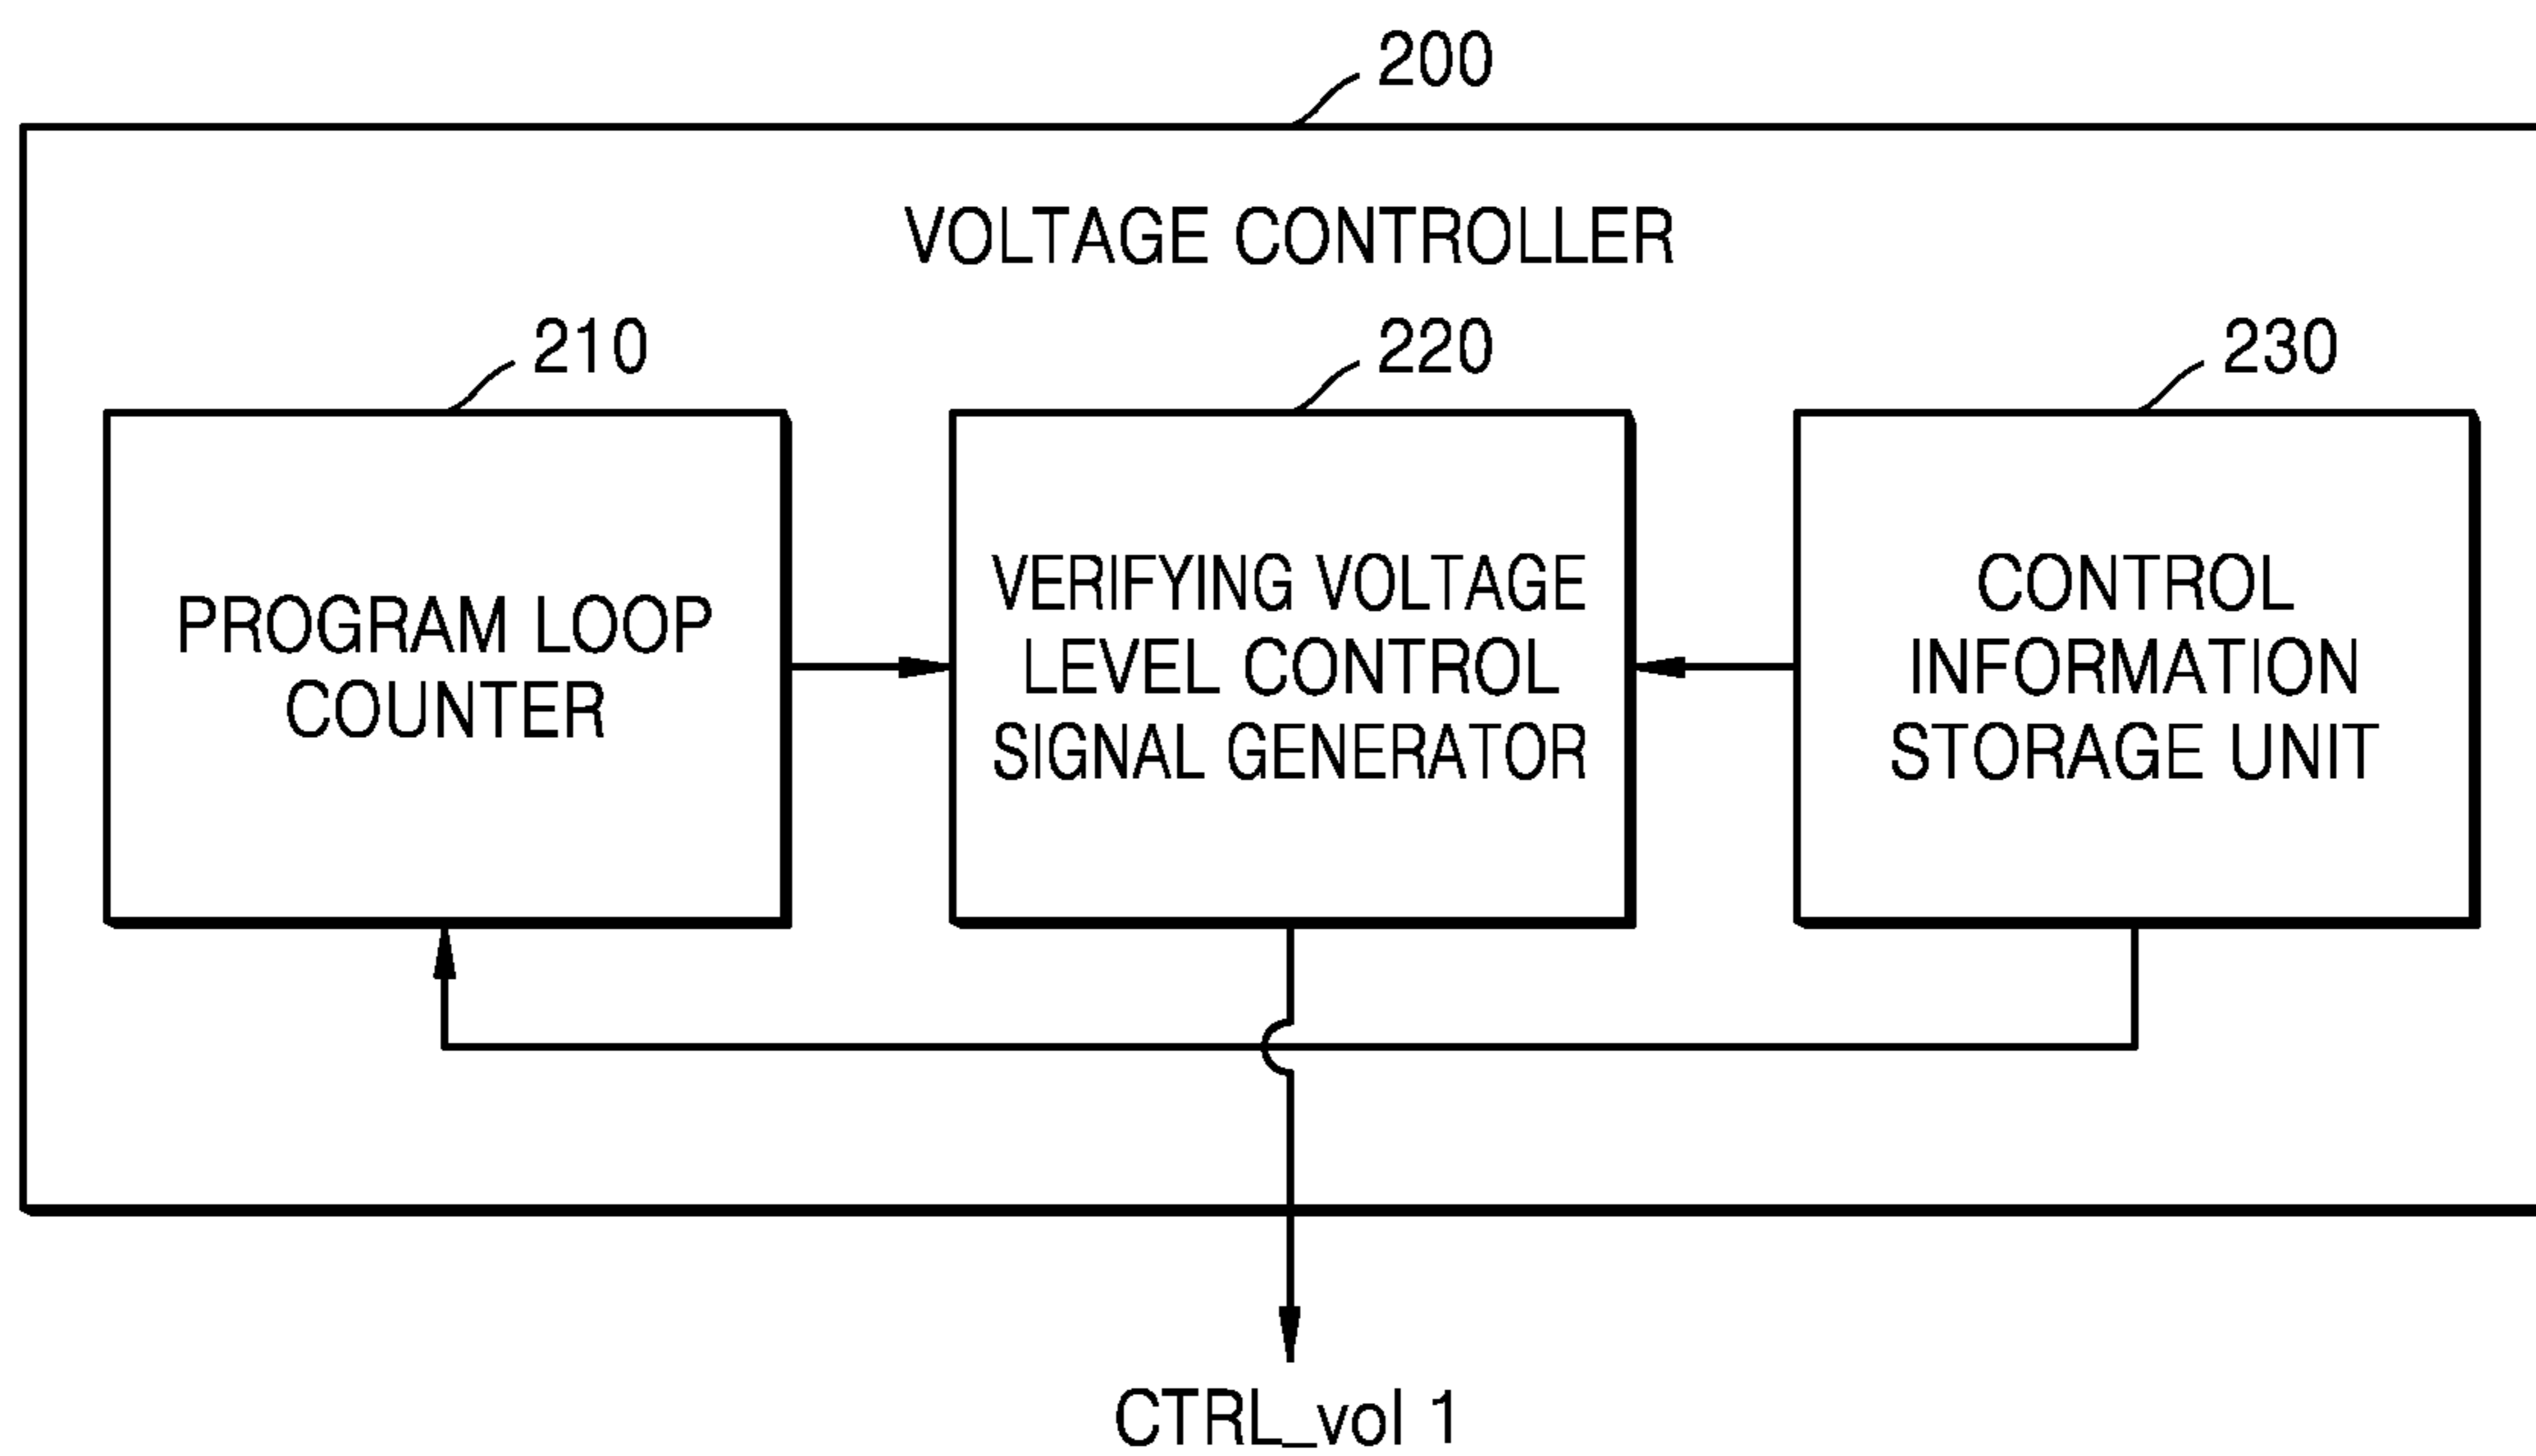 200
VOLTAGE CONTROLLER
210
220
230
PROGRAM LOOP
COUNTER
VERIFYING VOLTAGE
LEVEL CONTROL
SIGNAL GENERATOR
CONTROL
INFORMATION
STORAGE UNIT
CTRL_vol 1